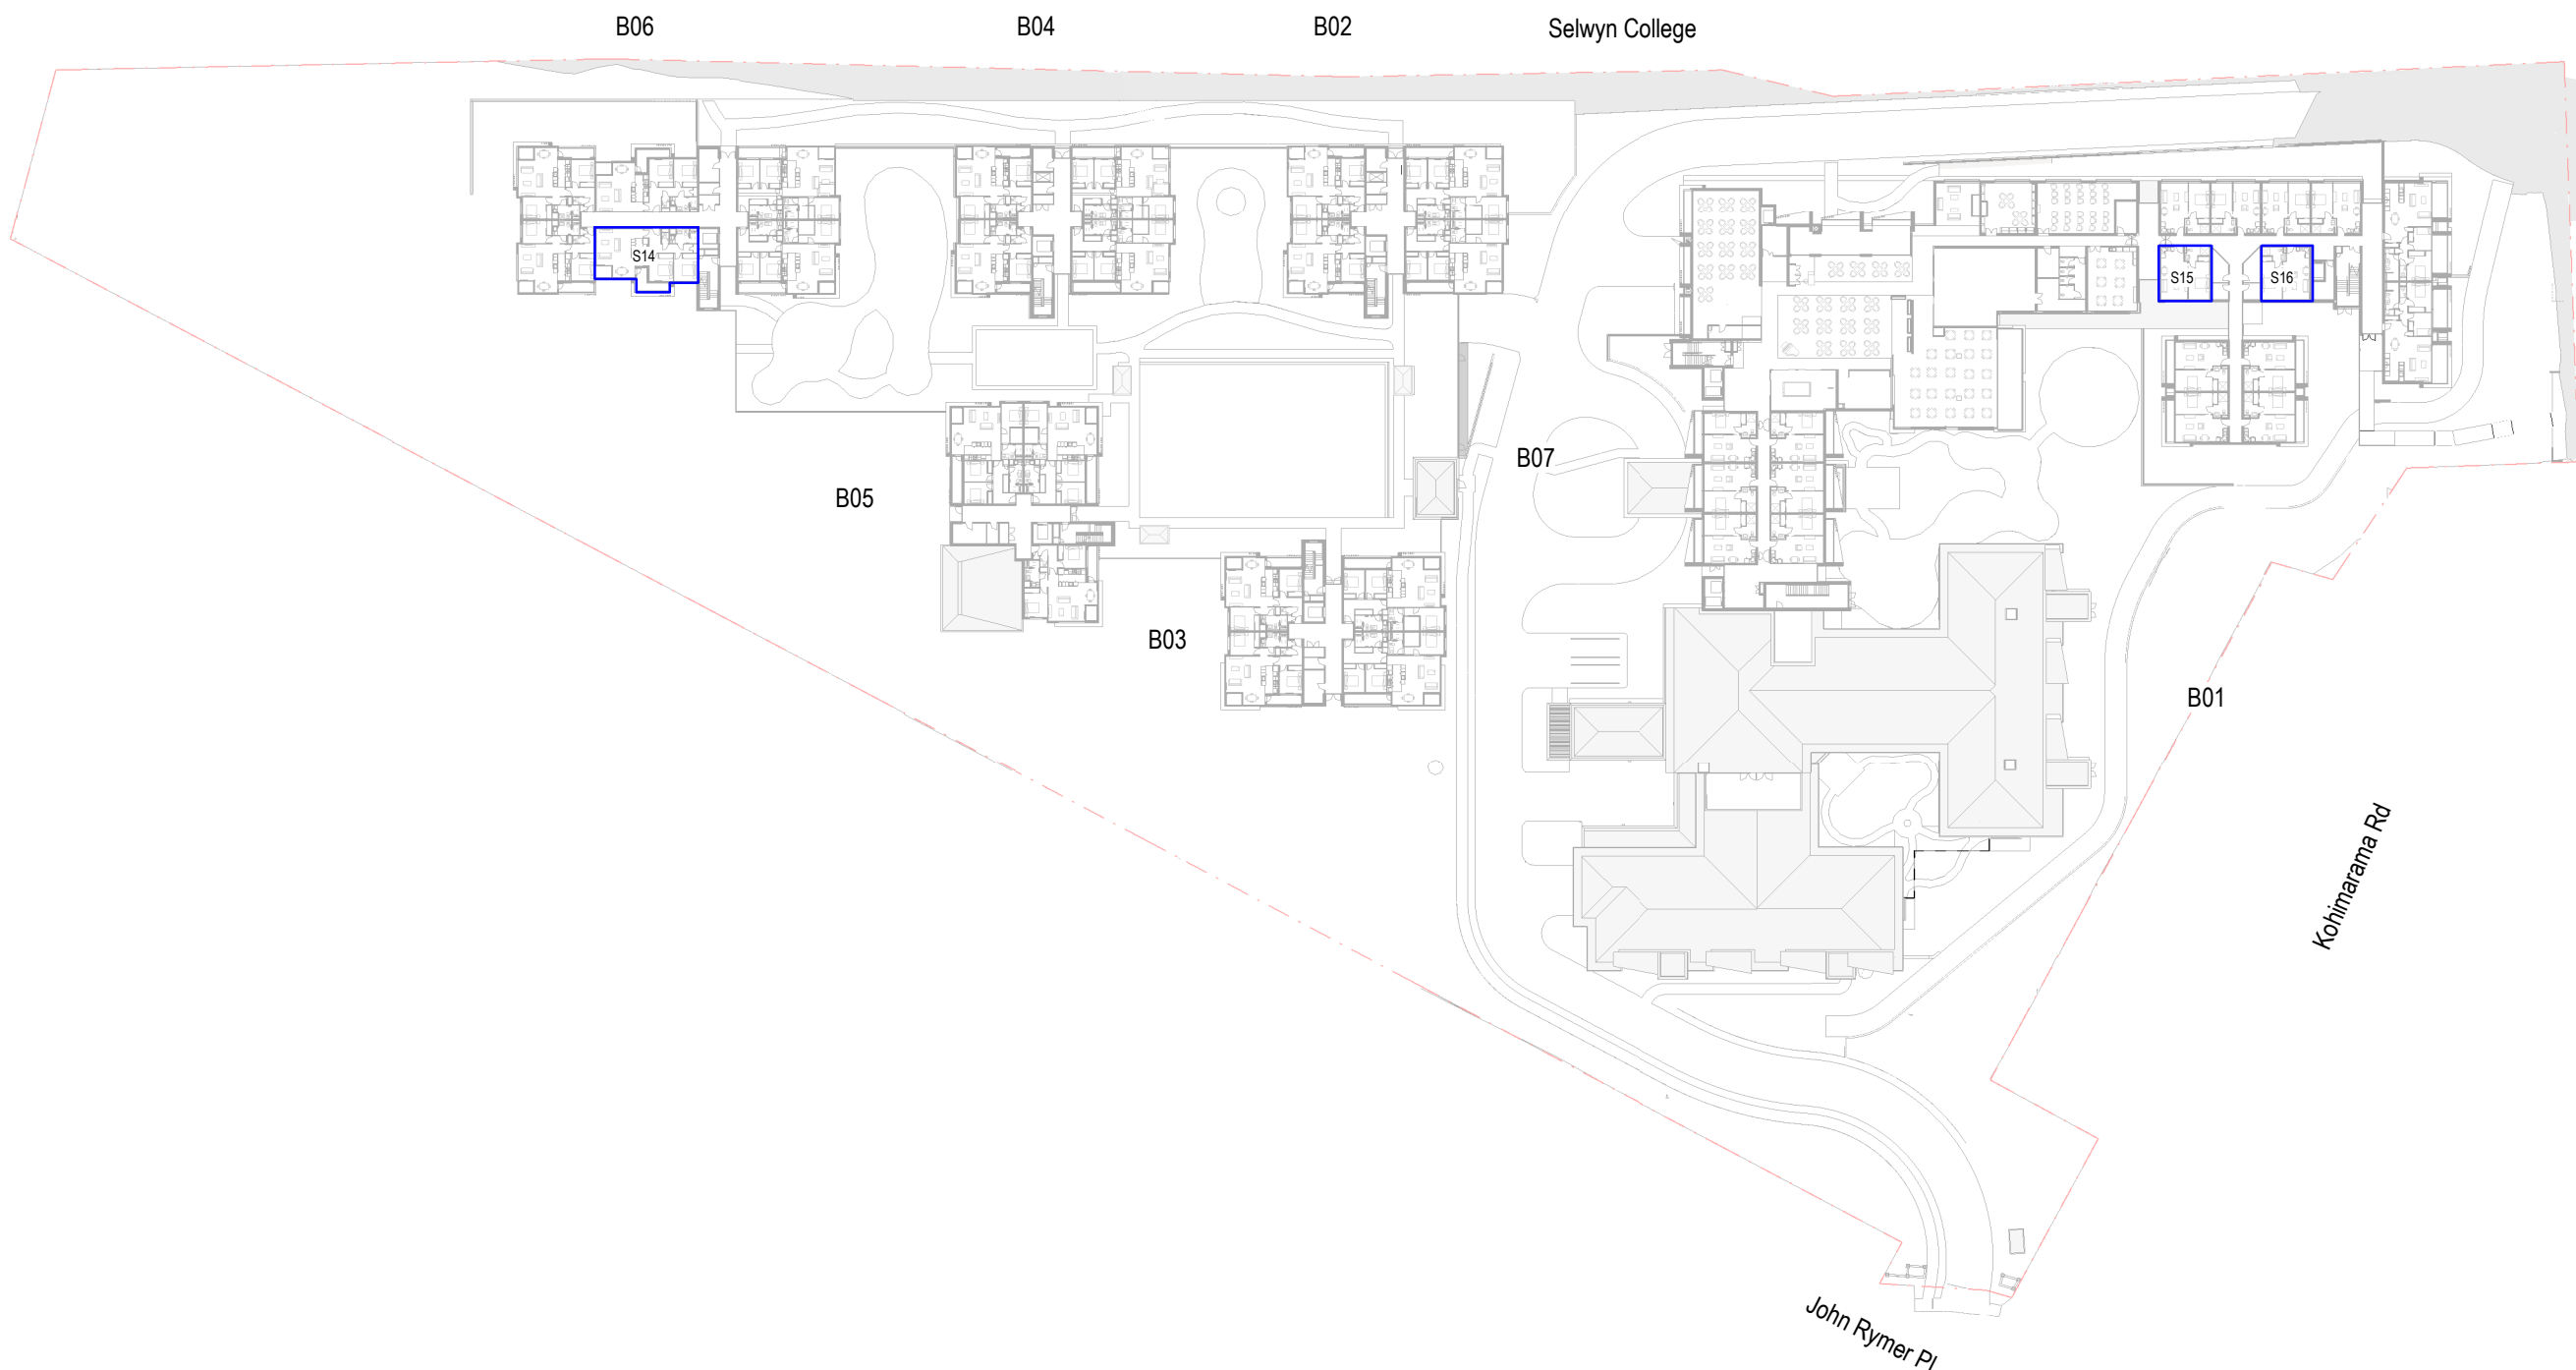 B06
B04
B02
Selwyn College
S14
S15
S16
B07
B05
B03
B01
Kohimarama Rd
John Rymer Pl